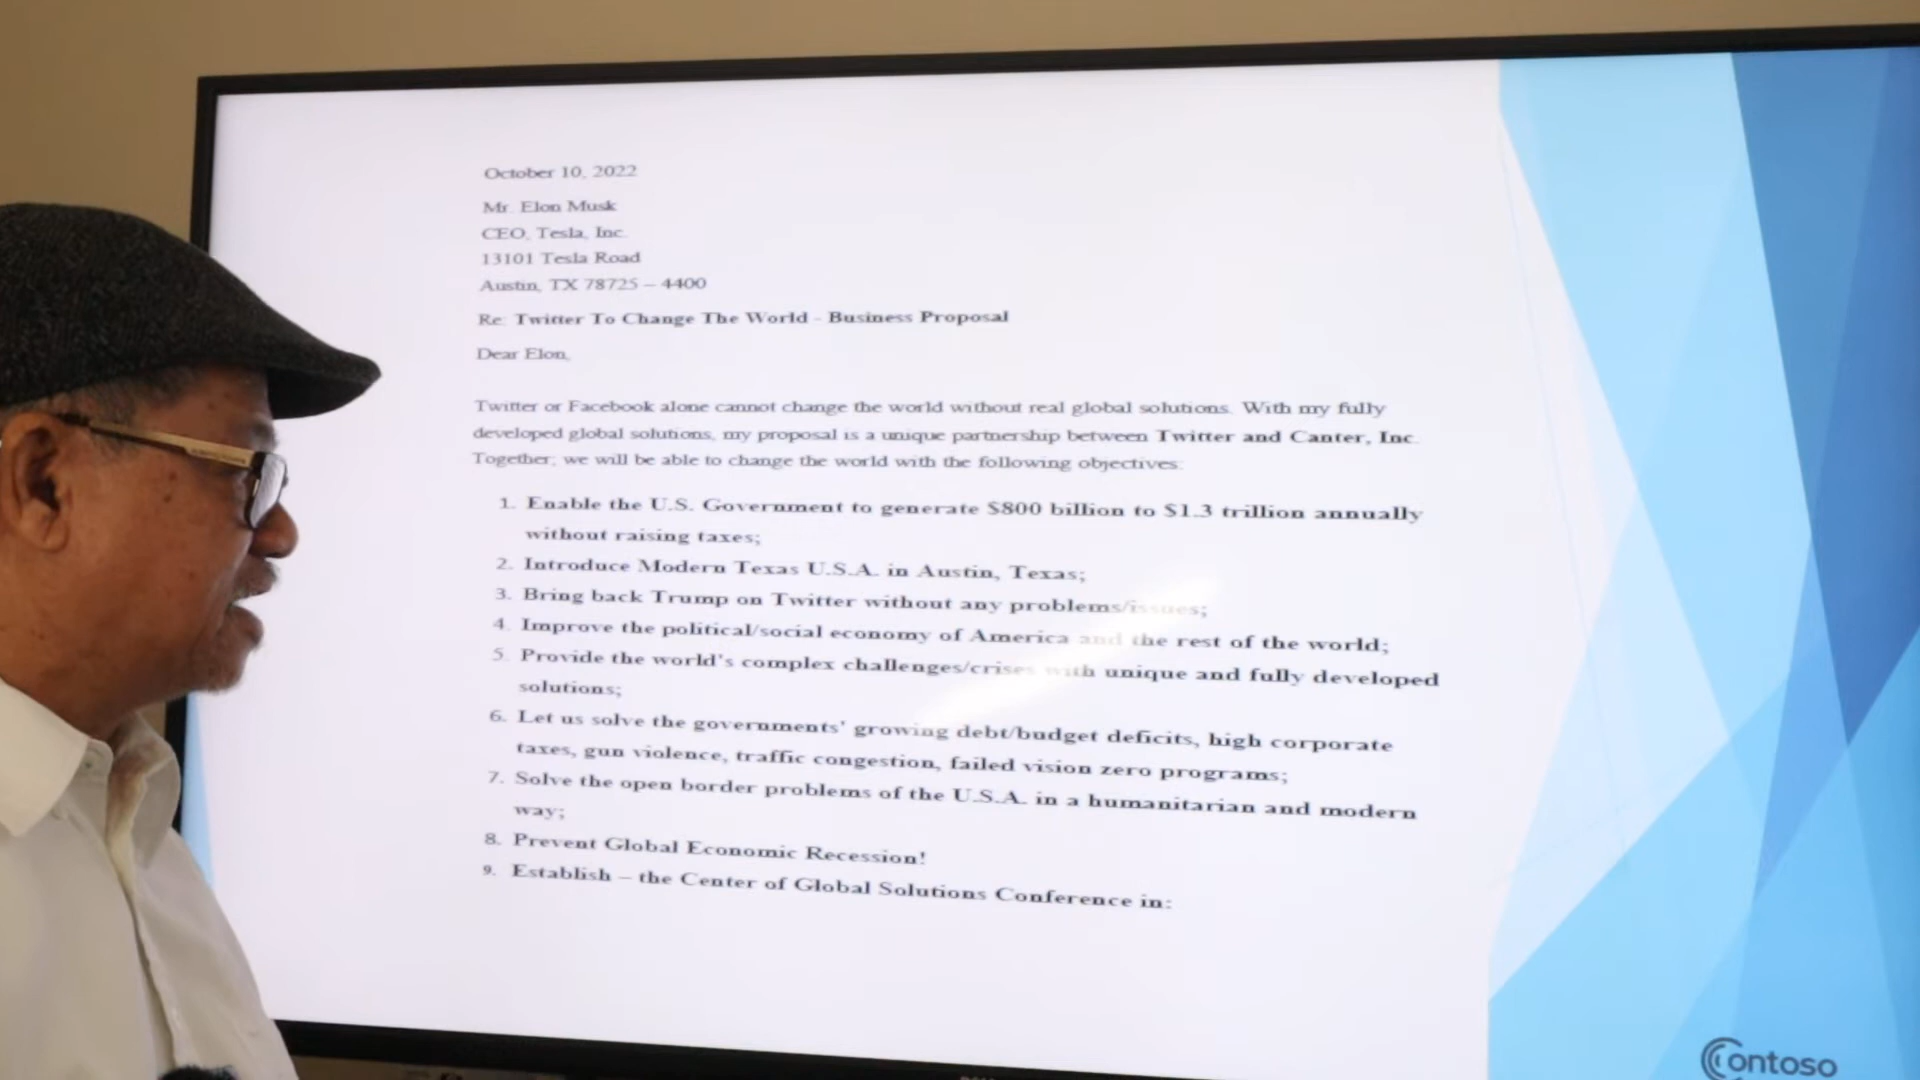 October 10, 2022
Mr. Elon Musk
CEO, Tesla, Inc.
13101 Tesla Road
Austin, TX 78725 – 4400
Re: Twitter To Change The World - Business Proposal
Dear Elon,
Twitter or Facebook alone cannot change the world without real global solutions. With my fully
developed global solutions, my proposal is a unique partnership between Twitter and Canter, Inc.
Together, we will be able to change the world with the following objectives:
1. Enable the U.S. Government to generate $800 billion to $1.3 trillion annually
without raising taxes;
2. Introduce Modern Texas U.S.A. in Austin, Texas;
3. Bring back Trump on Twitter without any problems/issues;
4. Improve the political/social economy of America and the rest of the world;
5. Provide the world's complex challenges/crises with unique and fully developed
solutions;
6. Let us solve the governments' growing debt/budget deficits, high corporate
taxes, gun violence, traffic congestion, failed vision zero programs;
7. Solve the open border problems of the U.S.A. in a humanitarian and modern
way;
8. Prevent Global Economic Recession!
9. Establish – the Center of Global Solutions Conference in:
Contoso